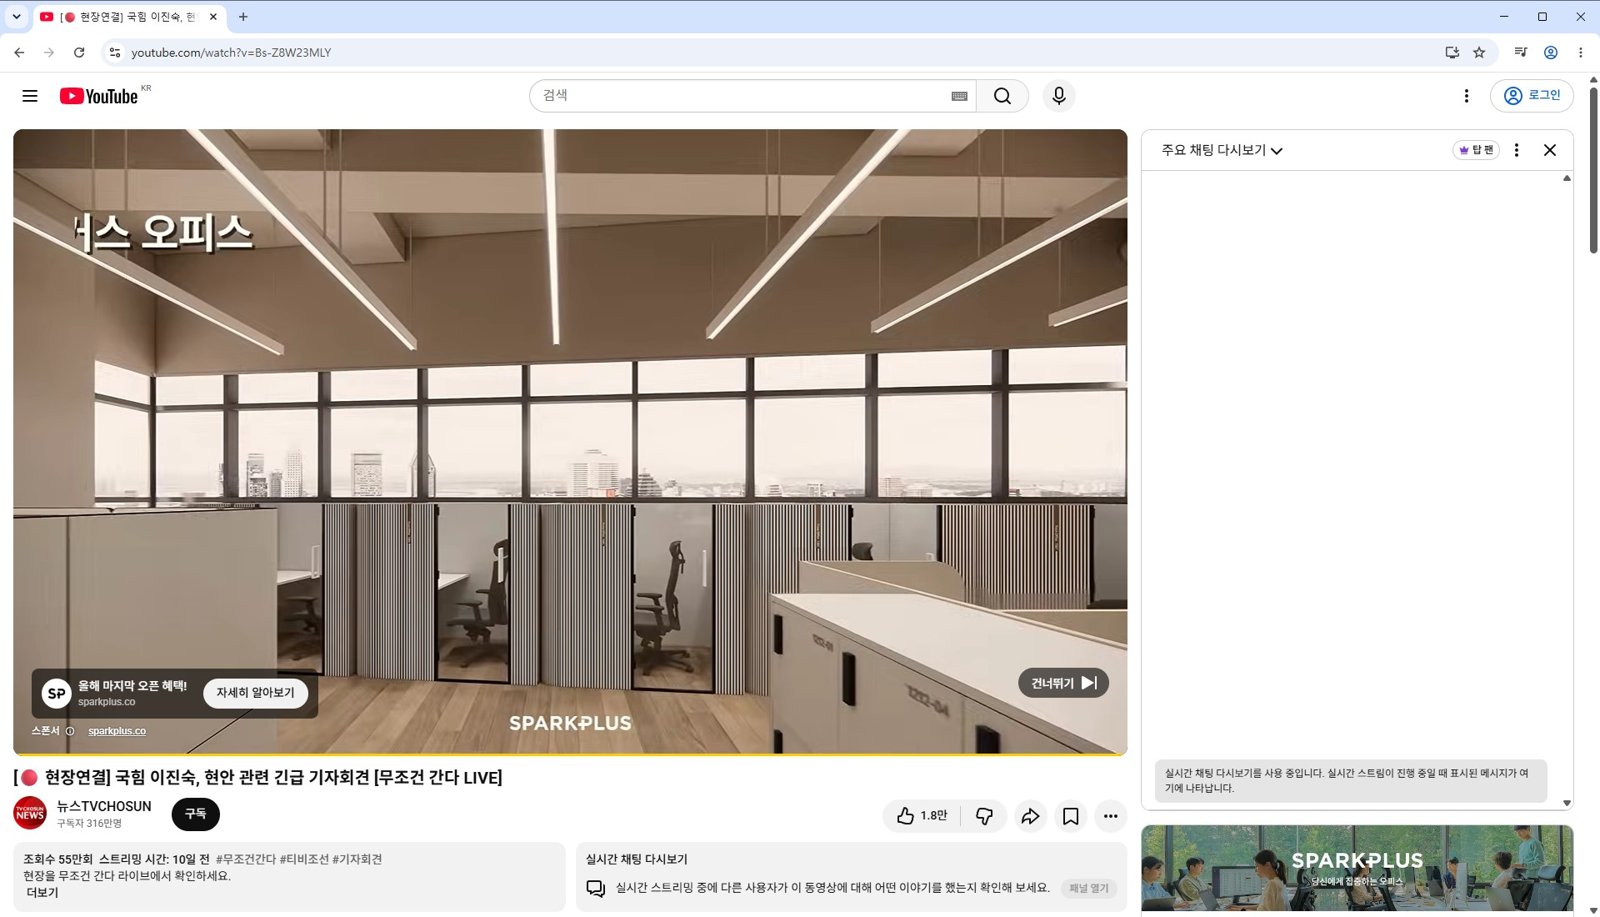 [🔴 현장연결] 국힘 이진숙, 현
youtube.com/watch?v=Bs-Z8W23MLY
YouTube KR
검색
로그인
스 오피스
SP
올해 마지막 오픈 혜택!
sparkplus.co
자세히 알아보기
스폰서
sparkplus.co
SPARKPLUS
건너뛰기
1212-04
주요 채팅 다시보기
탑 팬
실시간 채팅 다시보기를 사용 중입니다. 실시간 스트림이 진행 중일 때 표시된 메시지가 여
기에 나타납니다.
[🔴 현장연결] 국힘 이진숙, 현안 관련 긴급 기자회견 [무조건 간다 LIVE]
TVCHOSUN
NEWS
뉴스TVCHOSUN
구독자 316만명
구독
1.8만
조회수 55만회 스트리밍 시간: 10일 전 #무조건간다 #티비조선 #기자회견
현장을 무조건 간다 라이브에서 확인하세요.
더보기
실시간 채팅 다시보기
실시간 스트리밍 중에 다른 사용자가 이 동영상에 대해 어떤 이야기를 했는지 확인해 보세요.
패널 열기
SPARKPLUS
당신에게 집중하는 오피스